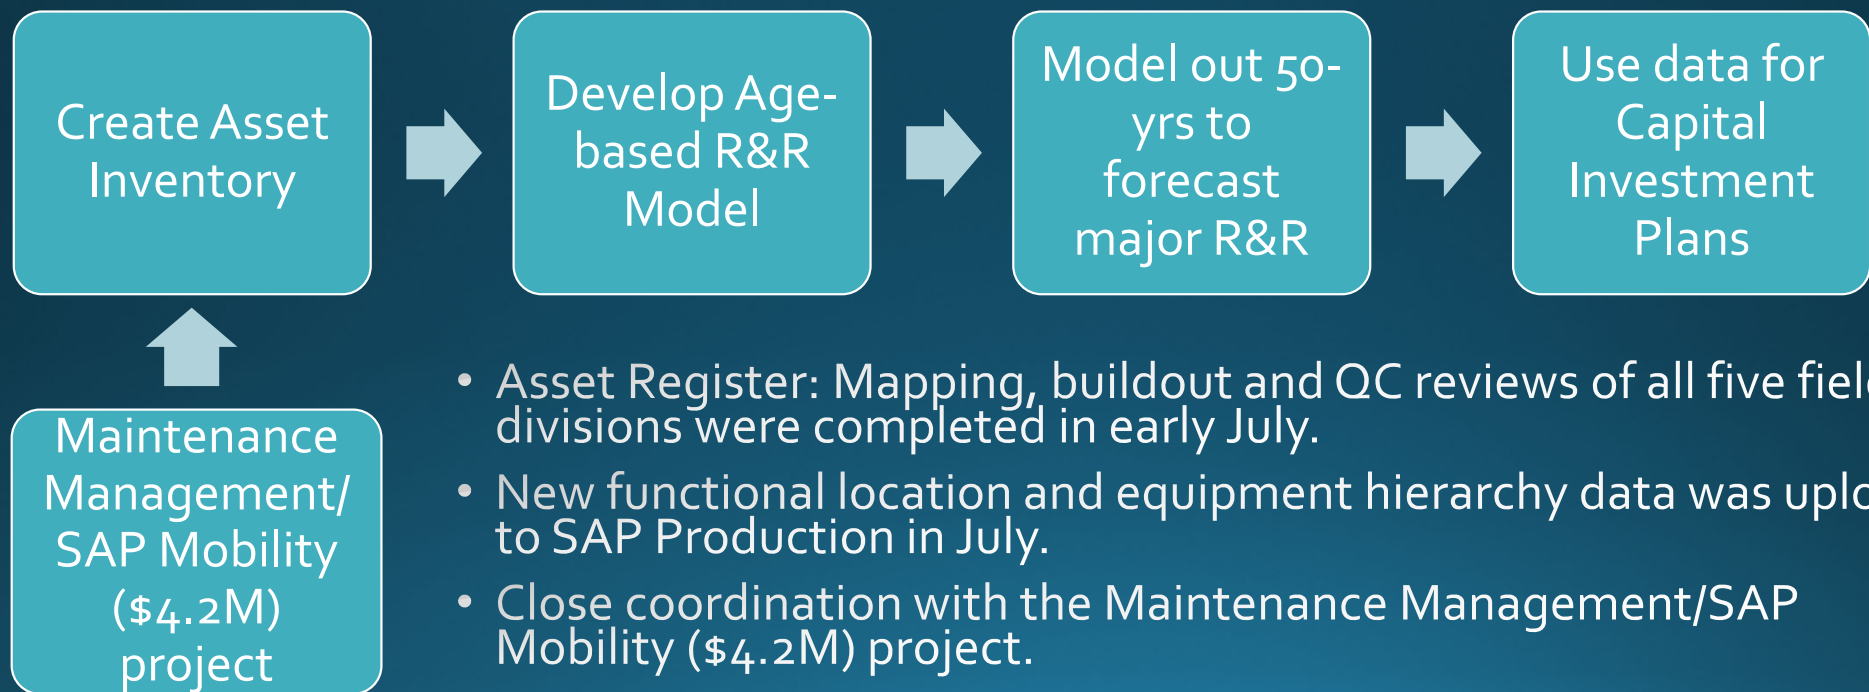 Create Asset
Inventory
Develop Age-
based R&R
Model
Model out 50-
yrs to
forecast
major R&R
Use data for
Capital
Investment
Plans
Maintenance
Management/
SAP Mobility
($4.2M)
project
• Asset Register: Mapping, buildout and QC reviews of all five
divisions were completed in early July.
• New functional location and equipment hierarchy data was
to SAP Production in July.
• Close coordination with the Maintenance Management/SAP
Mobility ($4.2M) project.